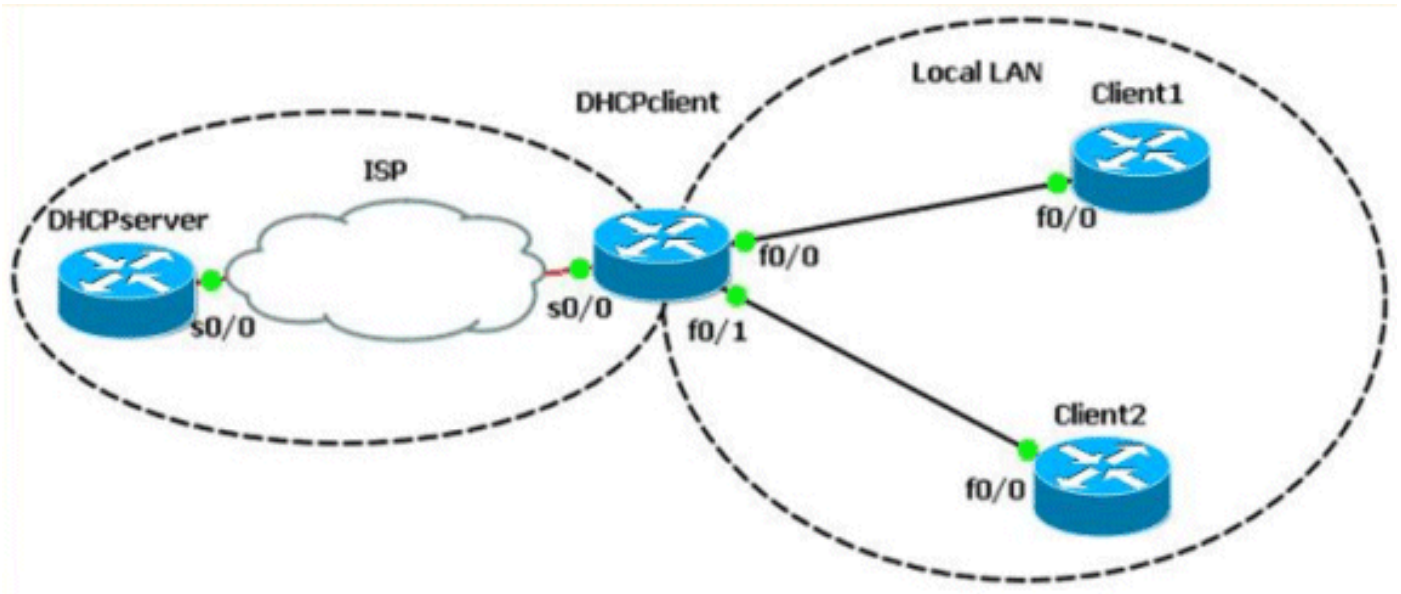 Local LAN
Client1
DHCPclient
ISP
DHCPserver
f0/0
f0/0
s0/0
s0/0
f0/1
Client2
f0/0